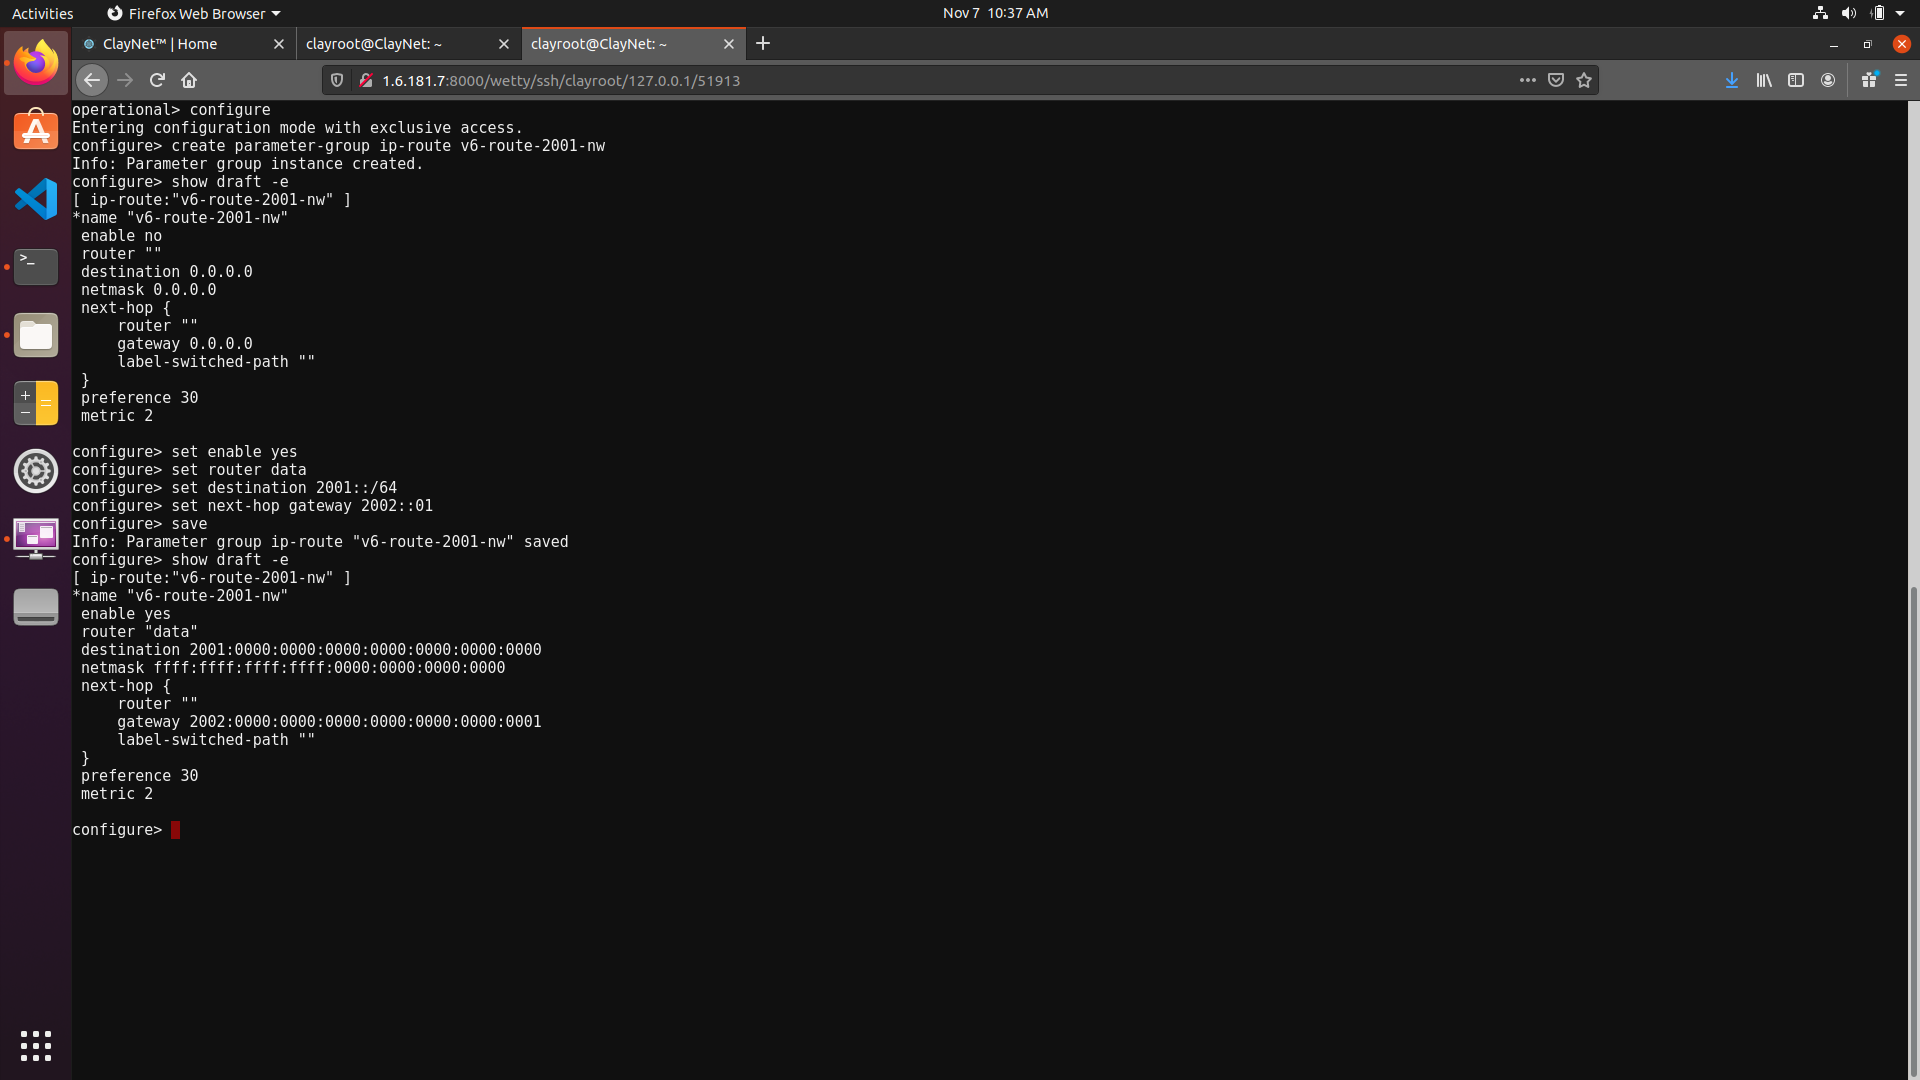 Activities
Firefox Web Browser
Nov 7 10:37 AM
ClayNet™ | Home
clayroot@ClayNet: ~
clayroot@ClayNet: ~
1.6.181.7:8000/wetty/ssh/clayroot/127.0.0.1/51913
operational> configure
Entering configuration mode with exclusive access.
configure> create parameter-group ip-route v6-route-2001-nw
Info: Parameter group instance created.
configure> show draft -e
[ ip-route:"v6-route-2001-nw" ]
*name "v6-route-2001-nw"
 enable no
 router ""
 destination 0.0.0.0
 netmask 0.0.0.0
 next-hop {
     router ""
     gateway 0.0.0.0
     label-switched-path ""
 }
 preference 30
 metric 2
configure> set enable yes
configure> set router data
configure> set destination 2001::/64
configure> set next-hop gateway 2002::01
configure> save
Info: Parameter group ip-route "v6-route-2001-nw" saved
configure> show draft -e
[ ip-route:"v6-route-2001-nw" ]
*name "v6-route-2001-nw"
 enable yes
 router "data"
 destination 2001:0000:0000:0000:0000:0000:0000:0000
 netmask ffff:ffff:ffff:ffff:0000:0000:0000:0000
 next-hop {
     router ""
     gateway 2002:0000:0000:0000:0000:0000:0000:0001
     label-switched-path ""
 }
 preference 30
 metric 2
configure>